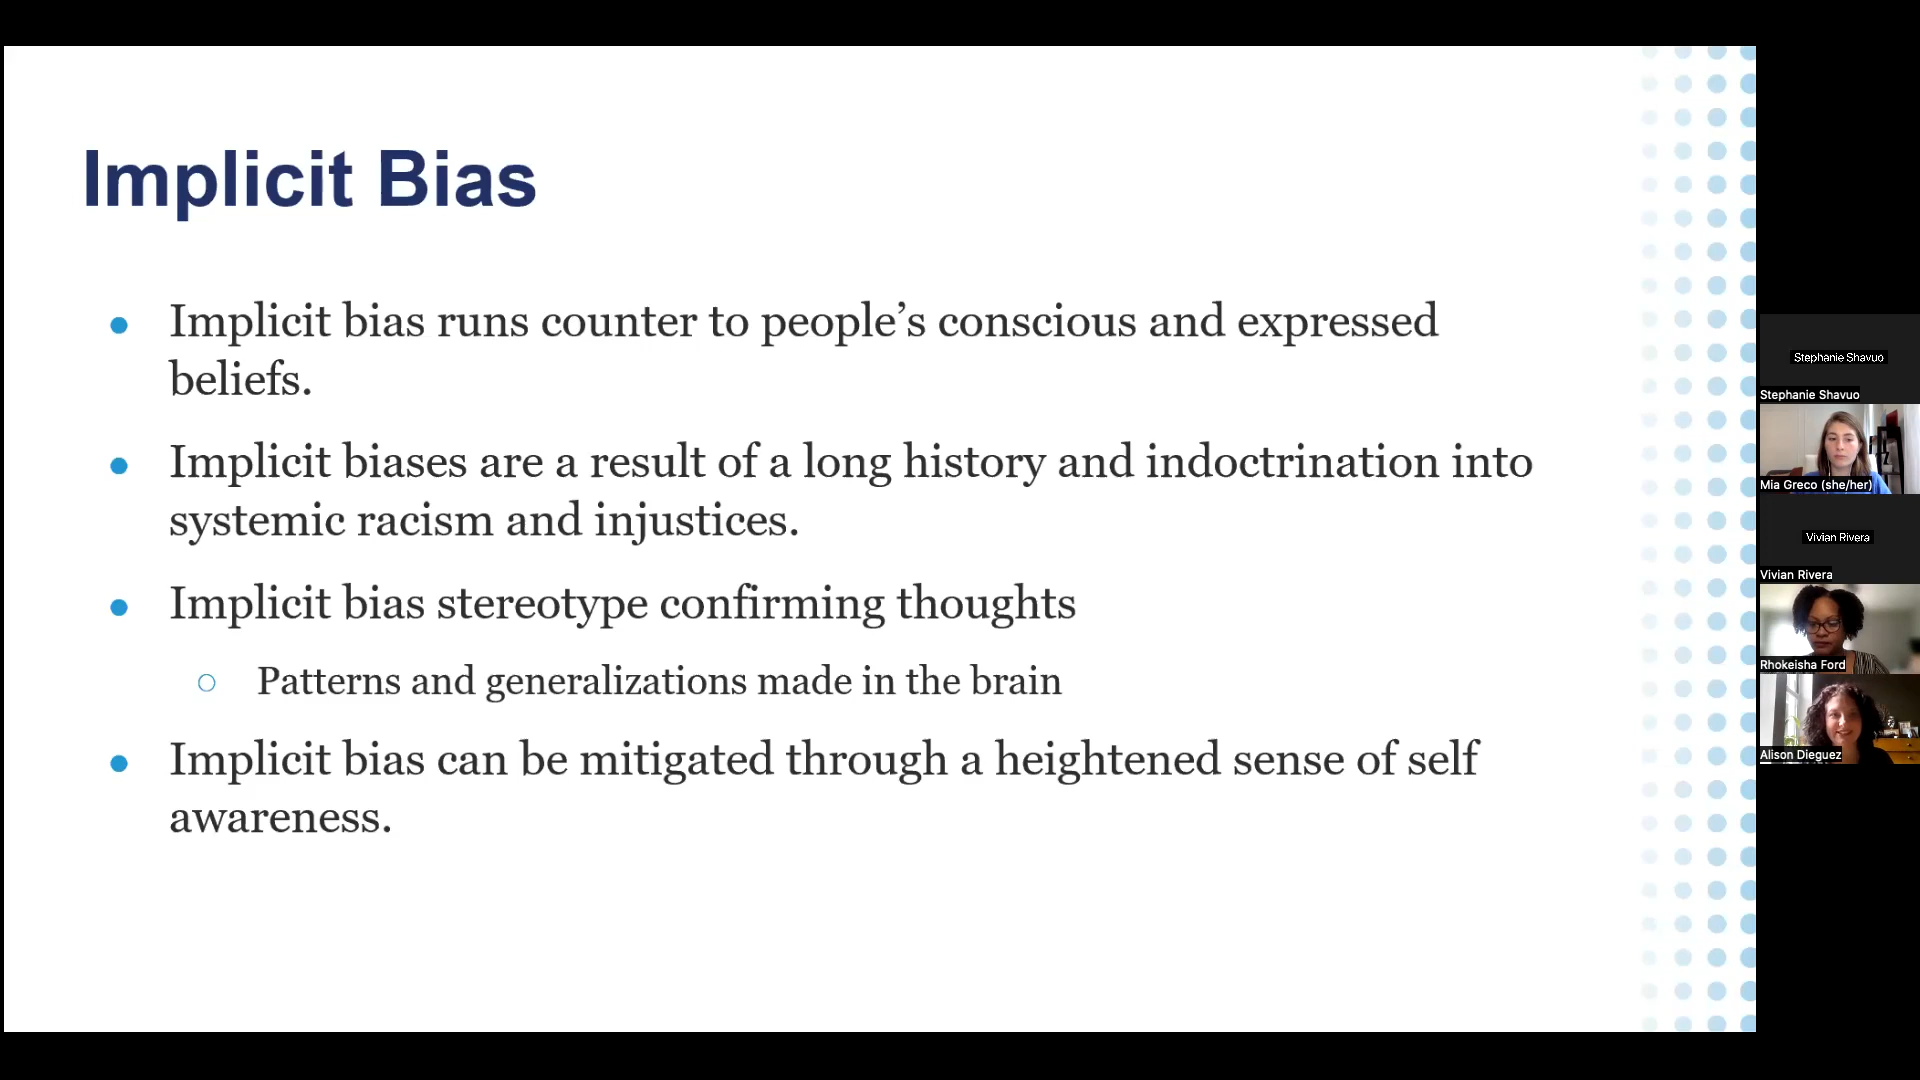 Implicit Bias
Implicit bias runs counter to people’s conscious and expressed
beliefs.
Implicit biases are a result of a long history and indoctrination into
systemic racism and injustices.
Implicit bias stereotype confirming thoughts
Patterns and generalizations made in the brain
Implicit bias can be mitigated through a heightened sense of self
awareness.
Stephanie Shavuo
Stephanie Shavuo
Mia Greco (she/her)
Vivian Rivera
Vivian Rivera
Rhokeisha Ford
Alison Dieguez